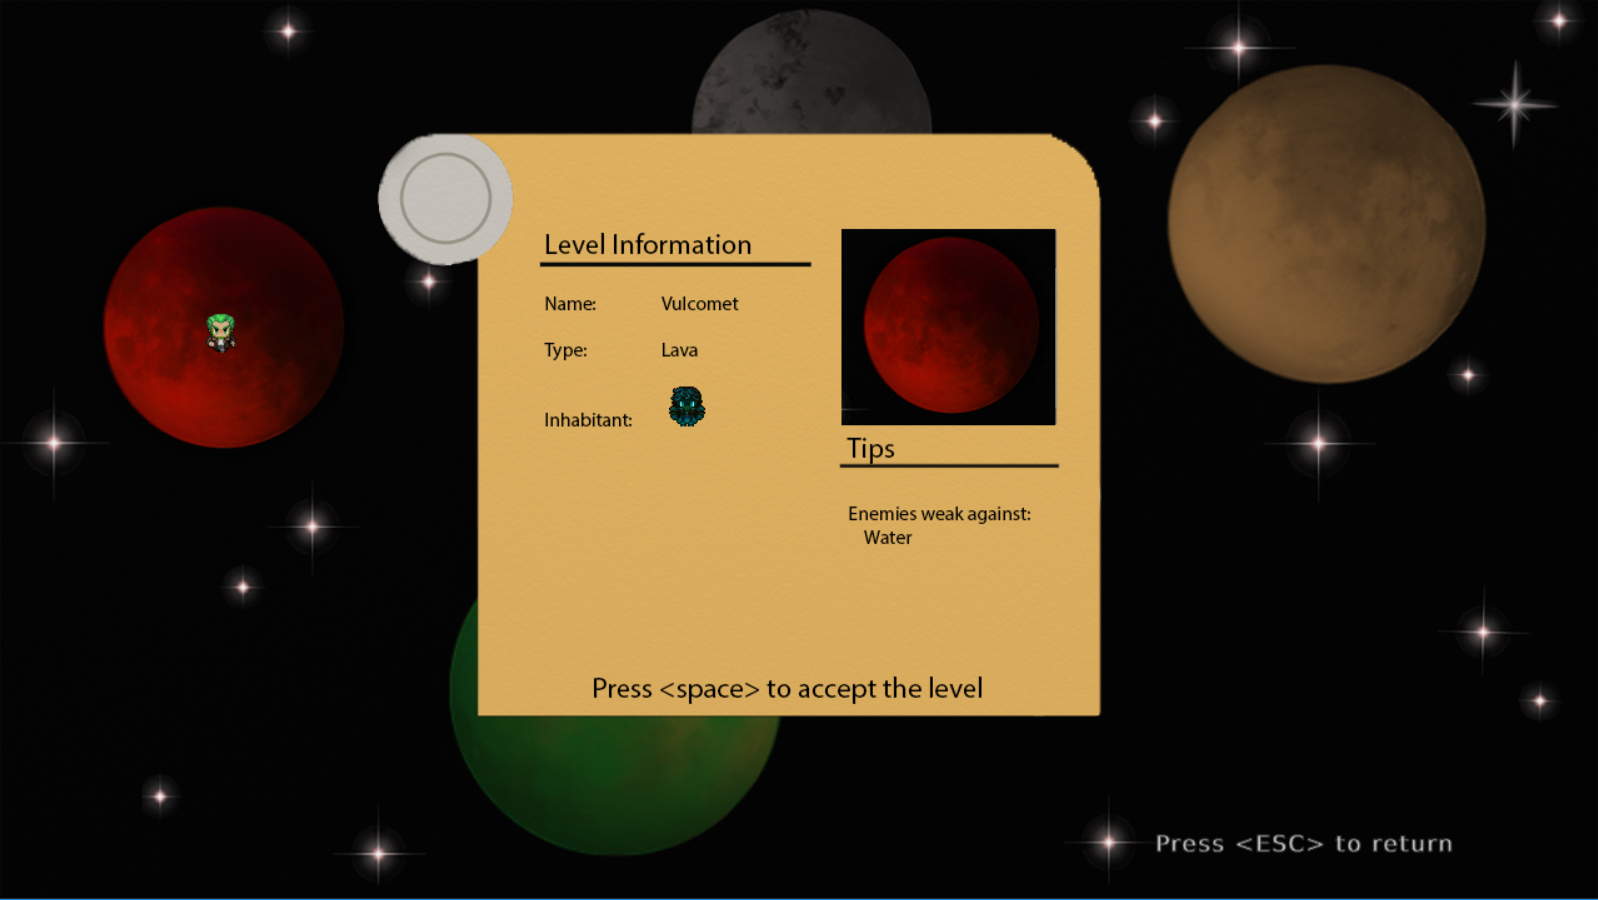 Level Information
Name: Vulcomet
Type: Lava
Inhabitant:
Tips
Enemies weak against:
Water
Press <space> to accept the level
Press <ESC> to return